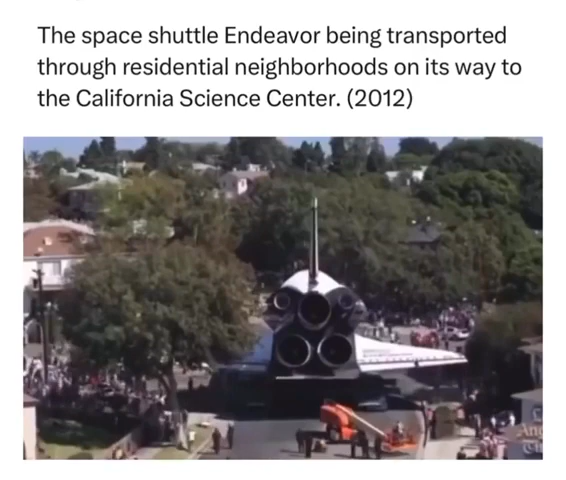 The space shuttle Endeavor being transported
through residential neighborhoods on its way to
the California Science Center. (2012)